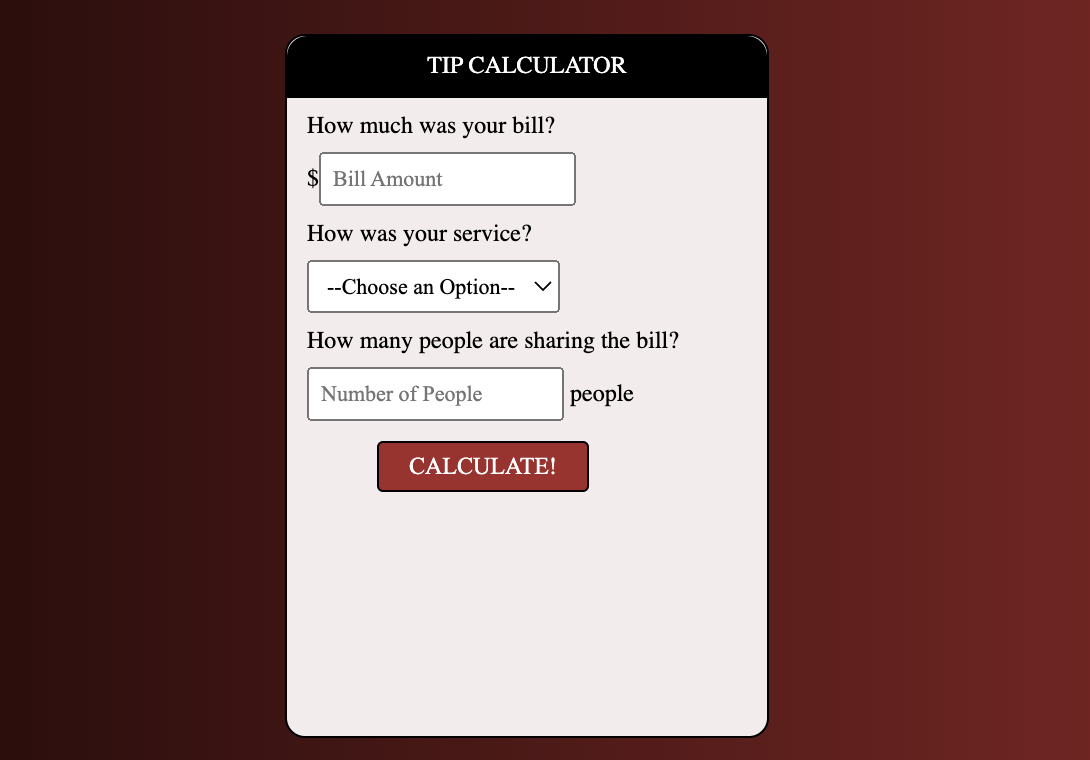 TIP CALCULATOR
How much was your bill?
$ Bill Amount
How was your service?
--Choose an Option--
How many people are sharing the bill?
Number of People people
CALCULATE!